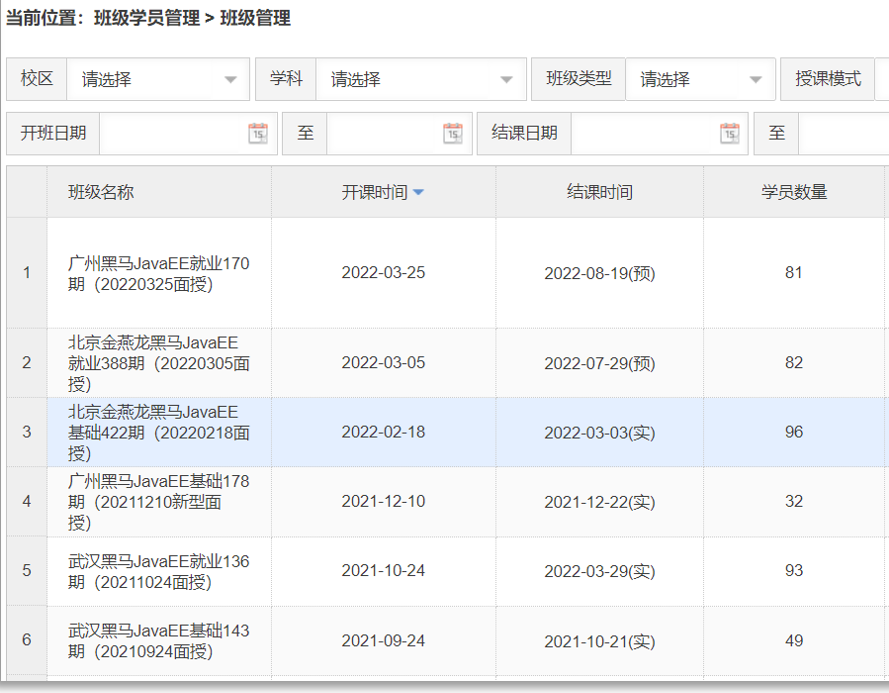 当前位置：班级学员管理 > 班级管理
校区 请选择 学科 请选择 班级类型 请选择 授课模式
开班日期 15 至 15 结课日期 15 至
班级名称 开课时间 结课时间 学员数量
1 广州黑马JavaEE就业170
期（20220325面授） 2022-03-25 2022-08-19(预) 81
2 北京金燕龙黑马JavaEE
就业388期（20220305面
授） 2022-03-05 2022-07-29(预) 82
3 北京金燕龙黑马JavaEE
基础422期（20220218面
授） 2022-02-18 2022-03-03(实) 96
4 广州黑马JavaEE基础178
期（20211210新型面
授） 2021-12-10 2021-12-22(实) 32
5 武汉黑马JavaEE就业136
期（20211024面授） 2021-10-24 2022-03-29(实) 93
6 武汉黑马JavaEE基础143
期（20210924面授） 2021-09-24 2021-10-21(实) 49